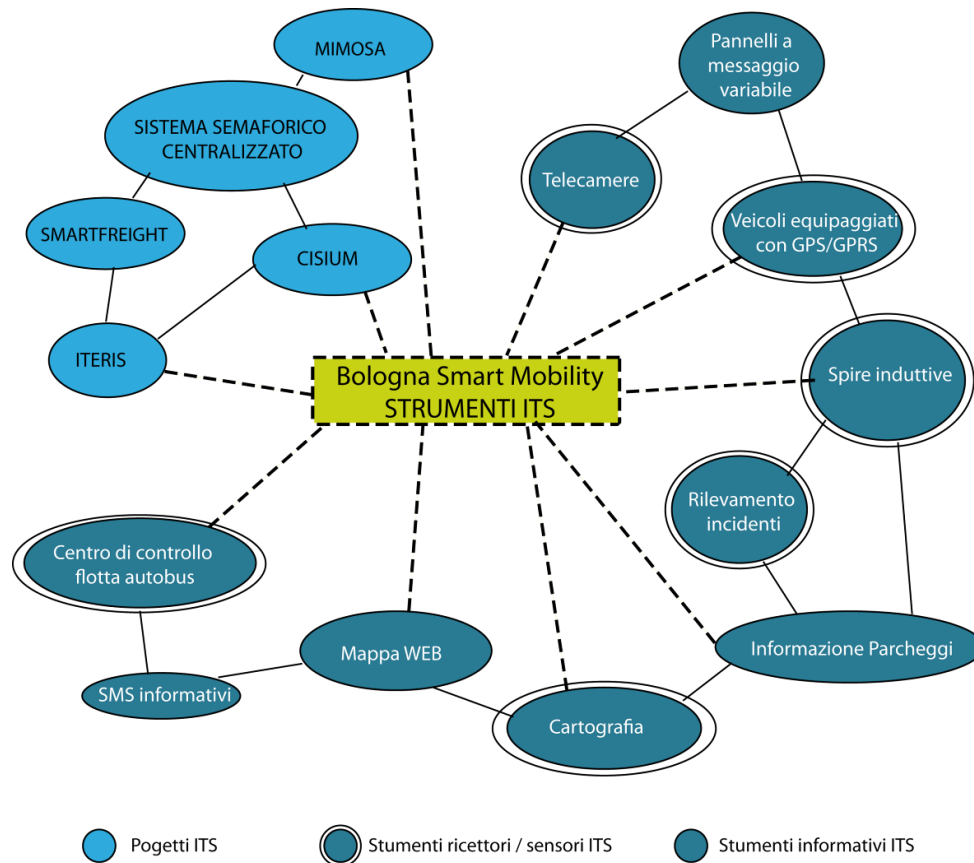 MIMOSA
SISTEMA SEMAFORICO
CENTRALIZZATO
SMARTFREIGHT
CISIUM
ITERIS
Pannelli a
messaggio
variabile
Telecamere
Veicoli equipaggiati
con GPS/GPRS
Spire induttive
Bologna Smart Mobility
STRUMENTI ITS
Rilevamento
incidenti
Centro di controllo
flotta autobus
Informazione Parcheggi
Mappa WEB
SMS informativi
Cartografia
Pogetti ITS
Stumenti ricettori / sensori ITS
Stumenti informativi ITS